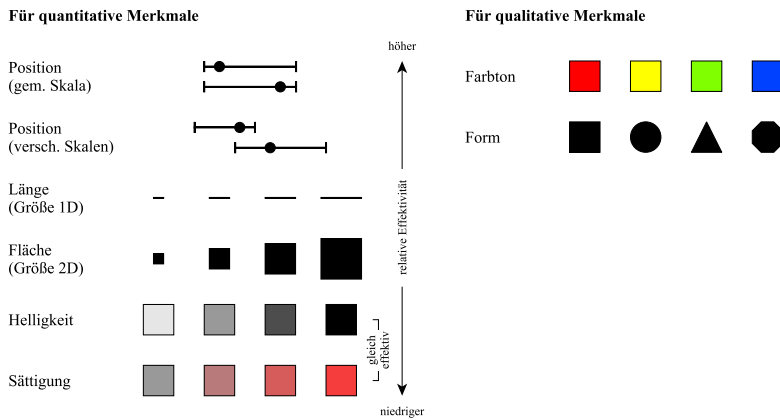 Für quantitative Merkmale
höher
Position
(gem. Skala)
Position
(versch. Skalen)
Länge
(Größe 1D)
Fläche
(Größe 2D)
Helligkeit
Sättigung
gleich
effektiv
relative Effektivität
niedriger
Für qualitative Merkmale
Farbton
Form